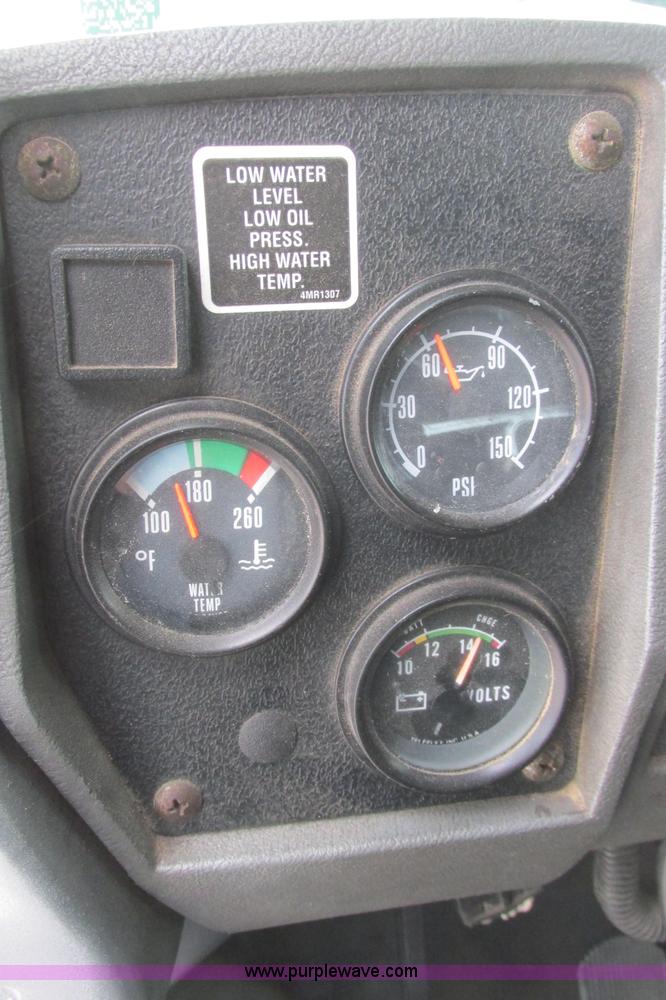 LOW WATER
LEVEL
LOW OIL
PRESS.
HIGH WATER
TEMP.
4MR1307
0
30
60
90
120
150
PSI
100
180
260
°F
WATER
TEMP
BATT
CHGE
10
12
14
16
VOLTS
www.purplewave.com